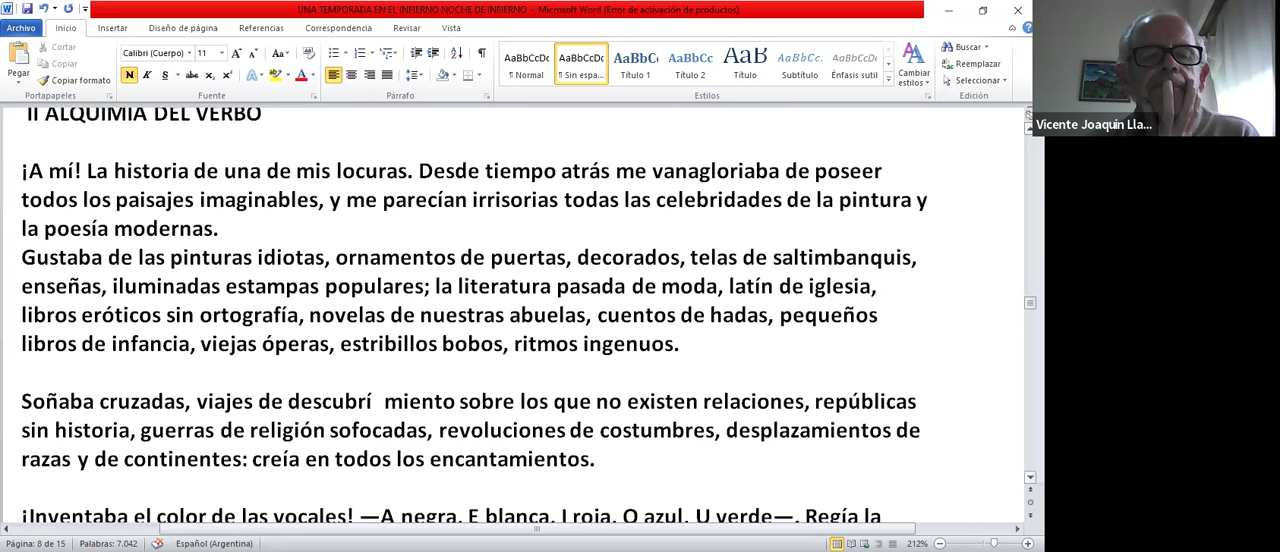 UNA TEMPORADA EN EL INFIERNO NOCHE DE INFIERNO - Microsoft Word (Error de activación de productos)
Archivo Inicio Insertar Diseño de página Referencias Correspondencia Revisar Vista
Pegar
Cortar
Copiar
Copiar formato
Portapapeles
Calibri (Cuerpo) 11
Fuente
Párrafo
AaBbCcDc AaBbCcDc AaBbC AaBbCc AaB AaBbCc. AaBbCcDc
¶ Normal ¶ Sin espa... Título 1 Título 2 Título Subtítulo Énfasis sutil
Cambiar estilos
Estilos
Buscar
Reemplazar
Seleccionar
Edición
Vicente Joaquin Lla...
II ALQUIMIA DEL VERBO
¡A mí! La historia de una de mis locuras. Desde tiempo atrás me vanagloriaba de poseer
todos los paisajes imaginables, y me parecían irrisorias todas las celebridades de la pintura y
la poesía modernas.
Gustaba de las pinturas idiotas, ornamentos de puertas, decorados, telas de saltimbanquis,
enseñas, iluminadas estampas populares; la literatura pasada de moda, latín de iglesia,
libros eróticos sin ortografía, novelas de nuestras abuelas, cuentos de hadas, pequeños
libros de infancia, viejas óperas, estribillos bobos, ritmos ingenuos.
Soñaba cruzadas, viajes de descubrí miento sobre los que no existen relaciones, repúblicas
sin historia, guerras de religión sofocadas, revoluciones de costumbres, desplazamientos de
razas y de continentes: creía en todos los encantamientos.
¡Inventaba el color de las vocales! —A negra, E blanca, I roja, O azul, U verde—. Regía la
Página: 8 de 15 Palabras: 7.042 Español (Argentina) 212%